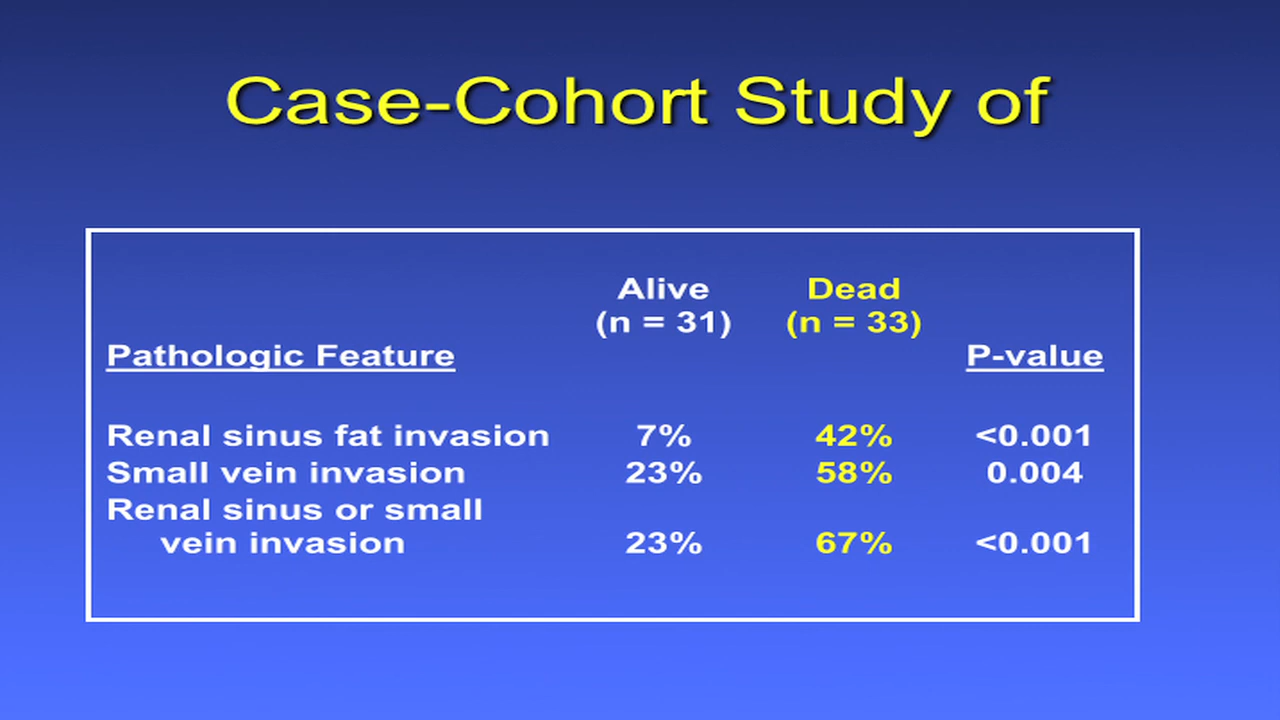 Case-Cohort Study of
Alive Dead
(n = 31) (n = 33)
Pathologic Feature P-value
Renal sinus fat invasion 7% 42% <0.001
Small vein invasion 23% 58% 0.004
Renal sinus or small
vein invasion 23% 67% <0.001